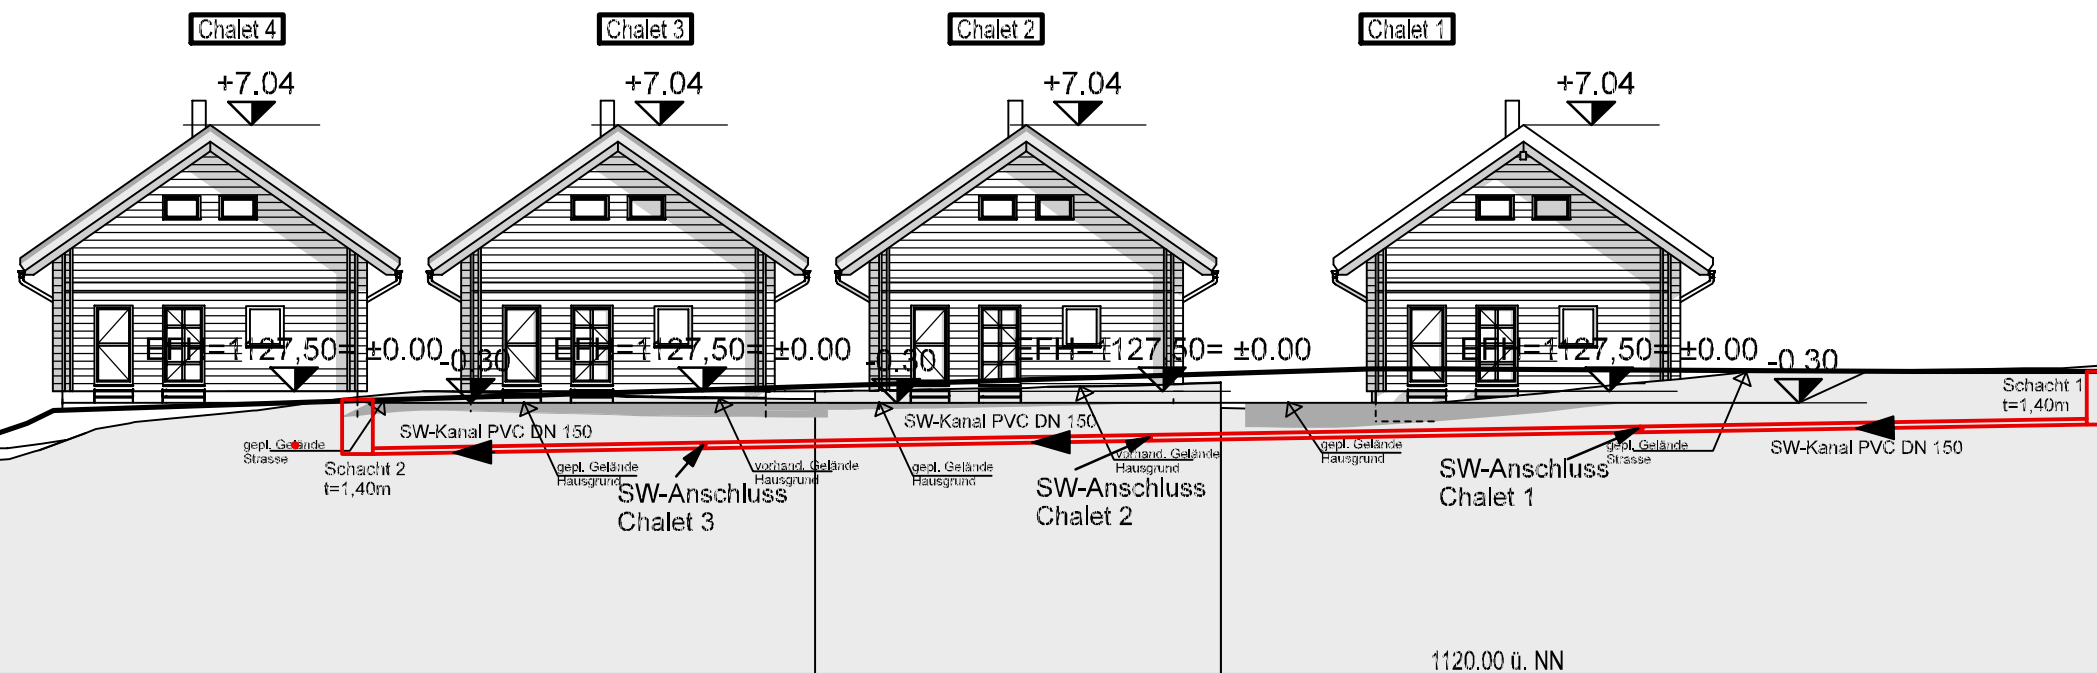 Chalet 4
Chalet 3
Chalet 2
Chalet 1
+7.04
+7.04
+7.04
+7.04
EFH=1127,50= ±0.00
-0.30
EFH=1127,50= ±0.00
-0.30
EFH=1127,50= ±0.00
EFH=1127,50= ±0.00
-0.30
Schacht 1
t=1,40m
SW-Kanal PVC DN 150
SW-Kanal PVC DN 150
SW-Kanal PVC DN 150
gepl. Gelände
Strasse
Schacht 2
t=1,40m
gepl. Gelände
Hausgrund
vorhand. Gelände
Hausgrund
gepl. Gelände
Hausgrund
vorhand. Gelände
Hausgrund
gepl. Gelände
Hausgrund
gepl. Gelände
Strasse
SW-Anschluss
Chalet 3
SW-Anschluss
Chalet 2
SW-Anschluss
Chalet 1
1120.00 ü. NN